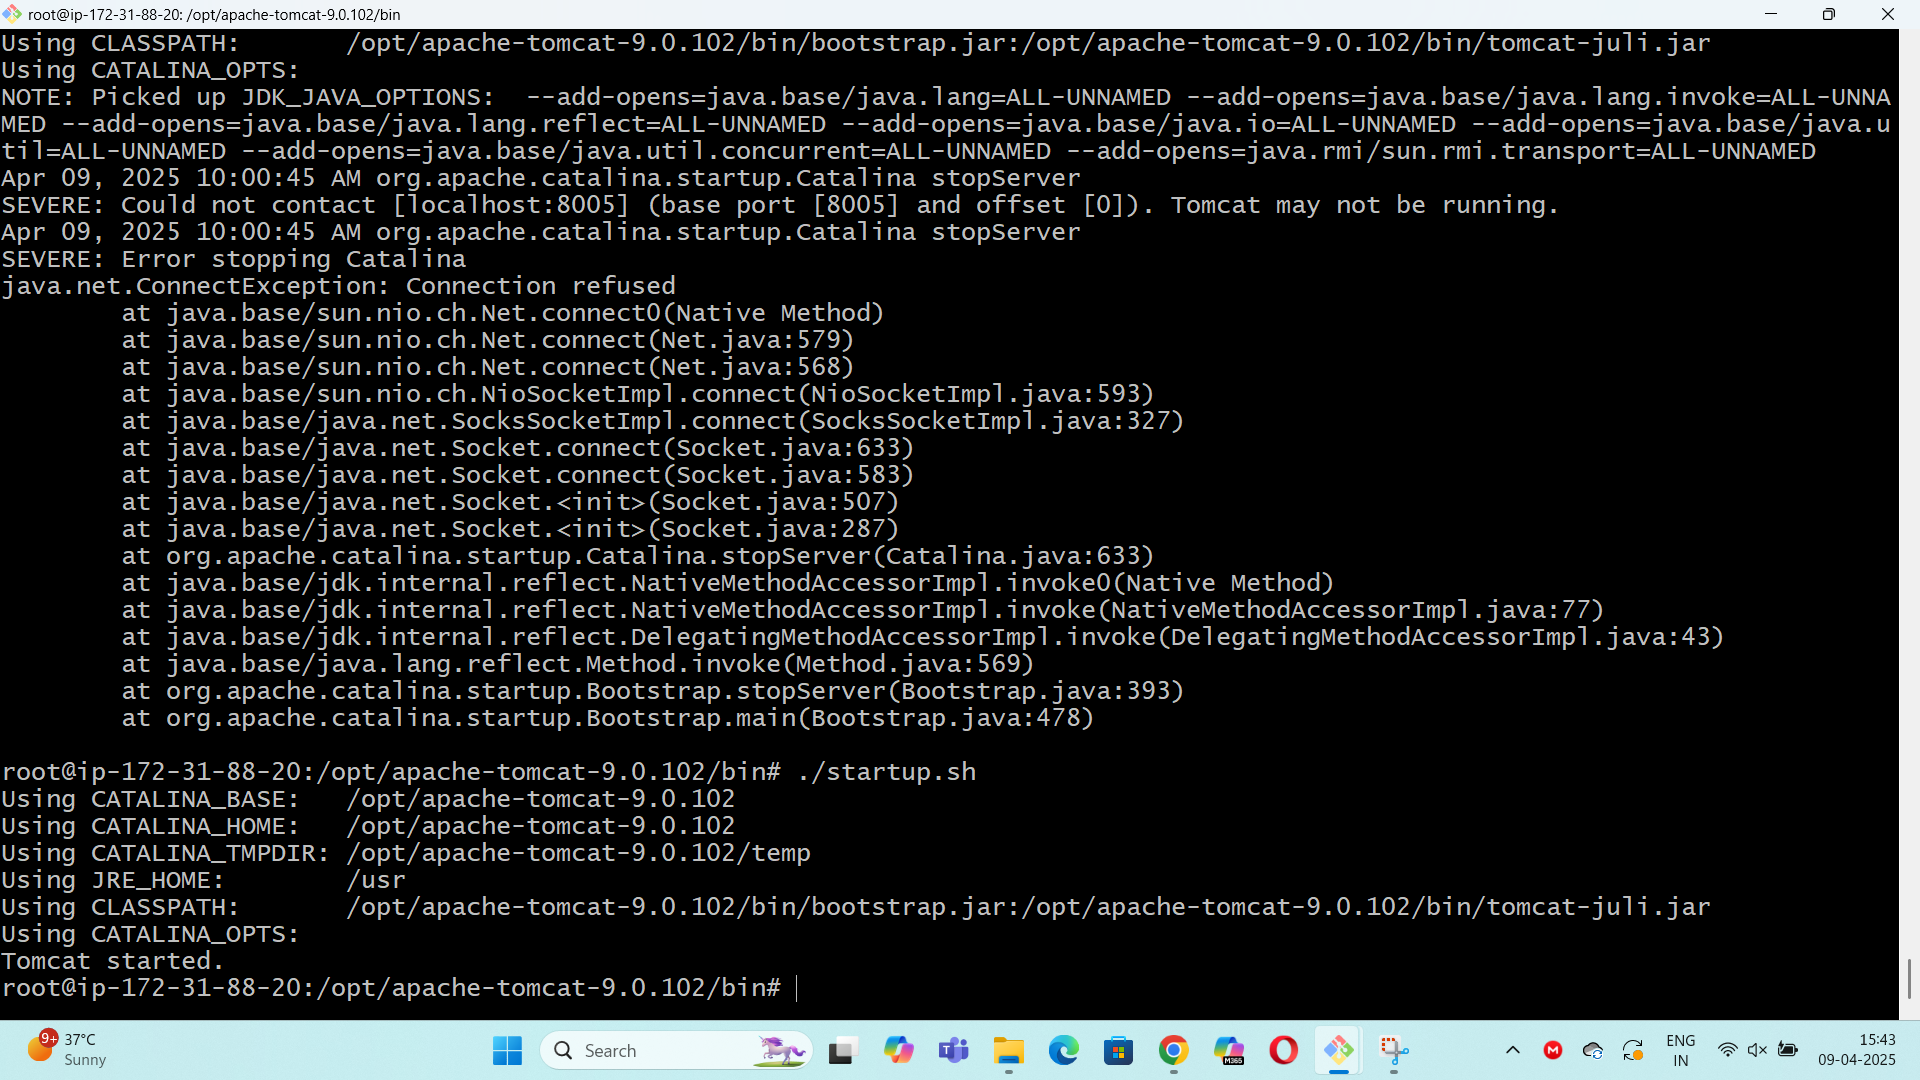 root@ip-172-31-88-20: /opt/apache-tomcat-9.0.102/bin
Using CLASSPATH:       /opt/apache-tomcat-9.0.102/bin/bootstrap.jar:/opt/apache-tomcat-9.0.102/bin/tomcat-juli.jar
Using CATALINA_OPTS:
NOTE: Picked up JDK_JAVA_OPTIONS:  --add-opens=java.base/java.lang=ALL-UNNAMED --add-opens=java.base/java.lang.invoke=ALL-UNNA
MED --add-opens=java.base/java.lang.reflect=ALL-UNNAMED --add-opens=java.base/java.io=ALL-UNNAMED --add-opens=java.base/java.u
til=ALL-UNNAMED --add-opens=java.base/java.util.concurrent=ALL-UNNAMED --add-opens=java.rmi/sun.rmi.transport=ALL-UNNAMED
Apr 09, 2025 10:00:45 AM org.apache.catalina.startup.Catalina stopServer
SEVERE: Could not contact [localhost:8005] (base port [8005] and offset [0]). Tomcat may not be running.
Apr 09, 2025 10:00:45 AM org.apache.catalina.startup.Catalina stopServer
SEVERE: Error stopping Catalina
java.net.ConnectException: Connection refused
        at java.base/sun.nio.ch.Net.connect0(Native Method)
        at java.base/sun.nio.ch.Net.connect(Net.java:579)
        at java.base/sun.nio.ch.Net.connect(Net.java:568)
        at java.base/sun.nio.ch.NioSocketImpl.connect(NioSocketImpl.java:593)
        at java.base/java.net.SocksSocketImpl.connect(SocksSocketImpl.java:327)
        at java.base/java.net.Socket.connect(Socket.java:633)
        at java.base/java.net.Socket.connect(Socket.java:583)
        at java.base/java.net.Socket.<init>(Socket.java:507)
        at java.base/java.net.Socket.<init>(Socket.java:287)
        at org.apache.catalina.startup.Catalina.stopServer(Catalina.java:633)
        at java.base/jdk.internal.reflect.NativeMethodAccessorImpl.invoke0(Native Method)
        at java.base/jdk.internal.reflect.NativeMethodAccessorImpl.invoke(NativeMethodAccessorImpl.java:77)
        at java.base/jdk.internal.reflect.DelegatingMethodAccessorImpl.invoke(DelegatingMethodAccessorImpl.java:43)
        at java.base/java.lang.reflect.Method.invoke(Method.java:569)
        at org.apache.catalina.startup.Bootstrap.stopServer(Bootstrap.java:393)
        at org.apache.catalina.startup.Bootstrap.main(Bootstrap.java:478)
root@ip-172-31-88-20:/opt/apache-tomcat-9.0.102/bin# ./startup.sh
Using CATALINA_BASE:   /opt/apache-tomcat-9.0.102
Using CATALINA_HOME:   /opt/apache-tomcat-9.0.102
Using CATALINA_TMPDIR: /opt/apache-tomcat-9.0.102/temp
Using JRE_HOME:        /usr
Using CLASSPATH:       /opt/apache-tomcat-9.0.102/bin/bootstrap.jar:/opt/apache-tomcat-9.0.102/bin/tomcat-juli.jar
Using CATALINA_OPTS:
Tomcat started.
root@ip-172-31-88-20:/opt/apache-tomcat-9.0.102/bin#
9+
37°C
Sunny
Search
M365
M
ENG
IN
15:43
09-04-2025